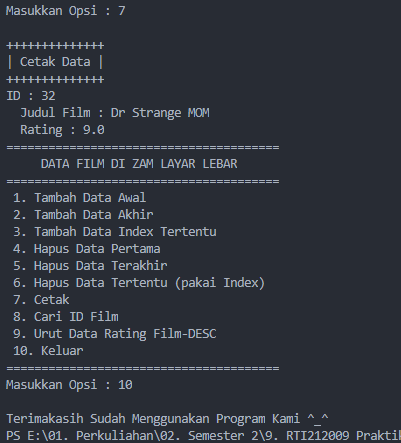 Masukkan Opsi : 7
++++++++++++++
| Cetak Data |
++++++++++++++
ID : 32
Judul Film : Dr Strange MOM
Rating : 9.0
=======================================
DATA FILM DI ZAM LAYAR LEBAR
=======================================
1. Tambah Data Awal
2. Tambah Data Akhir
3. Tambah Data Index Tertentu
4. Hapus Data Pertama
5. Hapus Data Terakhir
6. Hapus Data Tertentu (pakai Index)
7. Cetak
8. Cari ID Film
9. Urut Data Rating Film-DESC
10. Keluar
=======================================
Masukkan Opsi : 10
Terimakasih Sudah Menggunakan Program Kami ^_^
PS E:\01. Perkuliahan\02. Semester 2\9. RTI212009 Praktik